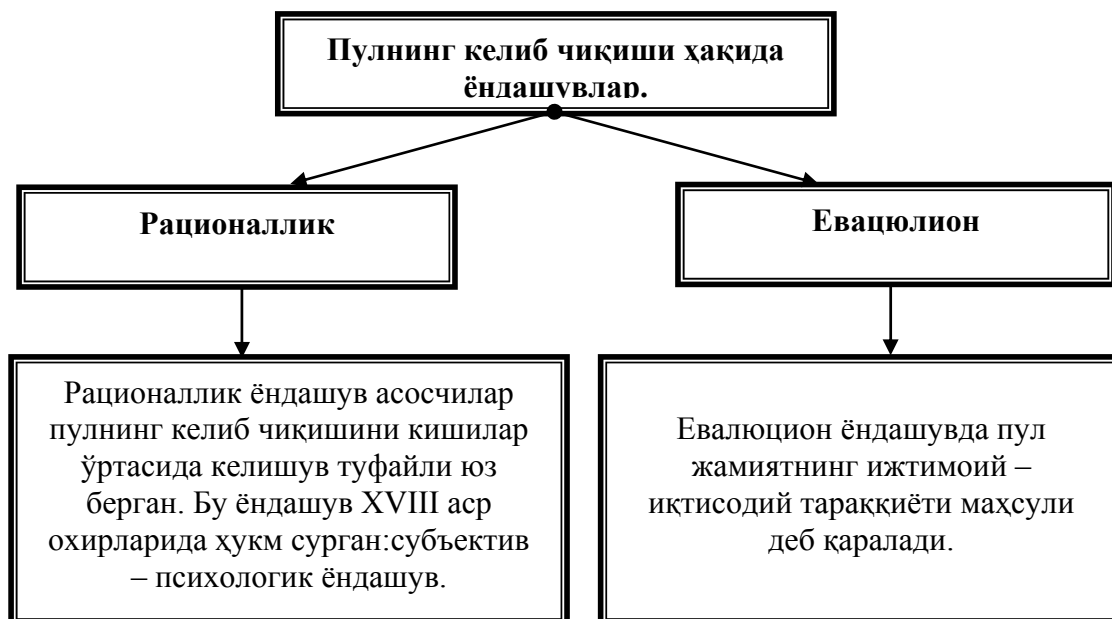 Пулнинг келиб чиқиши ҳақида
ёндашувлар.
Рационаллик
Евацюлион
Рационаллик ёндашув асосчилар
пулнинг келиб чиқишини кишилар
ўртасида келишув туфайли юз
берган. Бу ёндашув XVIII аср
охирларида ҳукм сурган:субъектив
– психологик ёндашув.
Евалюцион ёндашувда пул
жамиятнинг ижтимоий –
иқтисодий тараққиёти маҳсули
деб қаралади.